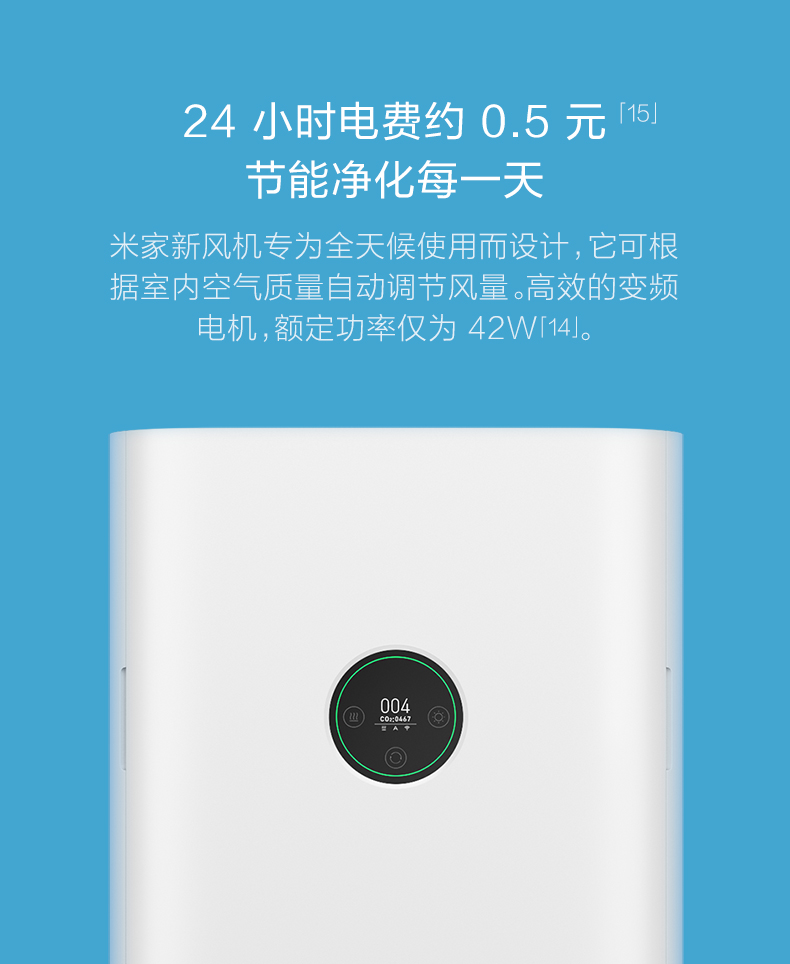 24 小时电费约 0.5 元「15」
节能净化每一天
米家新风机专为全天候使用而设计，它可根
据室内空气质量自动调节风量。高效的变频
电机，额定功率仅为 42W「14」。
004
CO₂:0467
A